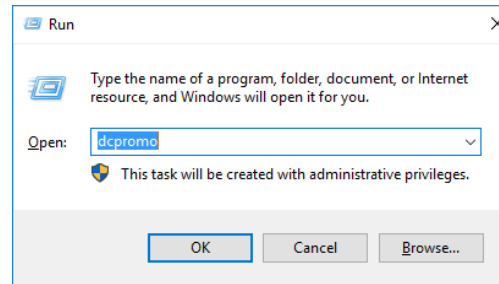 Run
Type the name of a program, folder, document, or Internet
resource, and Windows will open it for you.
Open: dcpromo
This task will be created with administrative privileges.
OK Cancel Browse...